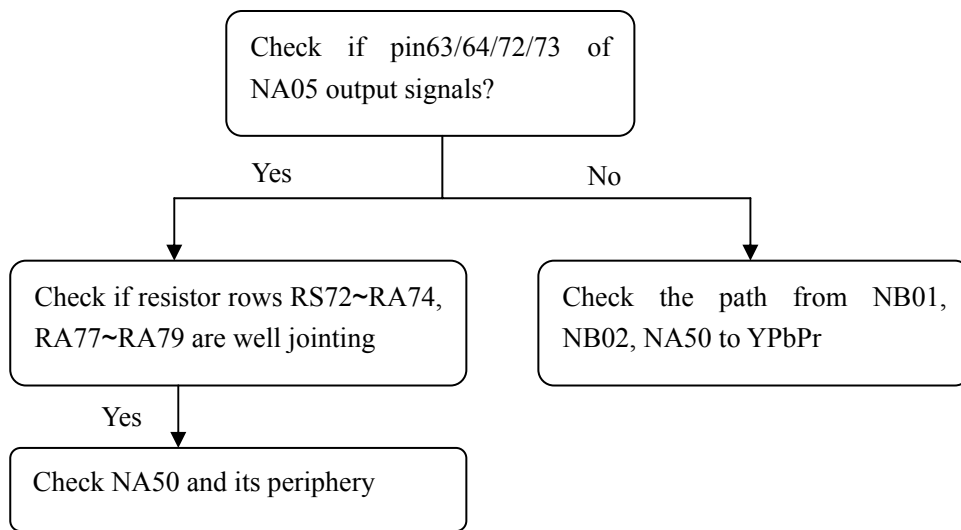 Check if pin63/64/72/73 of
NA05 output signals?
Yes
No
Check if resistor rows RS72~RA74,
RA77~RA79 are well jointing
Check the path from NB01,
NB02, NA50 to YPbPr
Yes
Check NA50 and its periphery